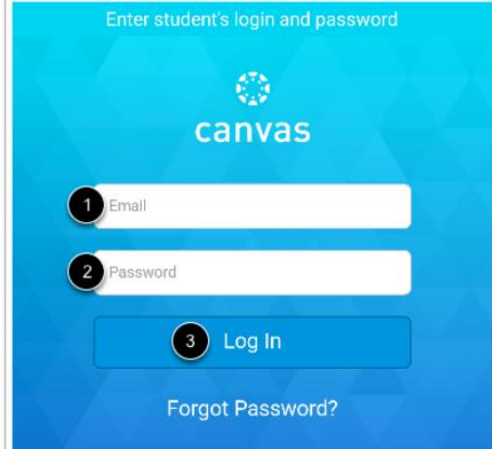 Enter student's login and password
canvas
1 Email
2 Password
3 Log In
Forgot Password?